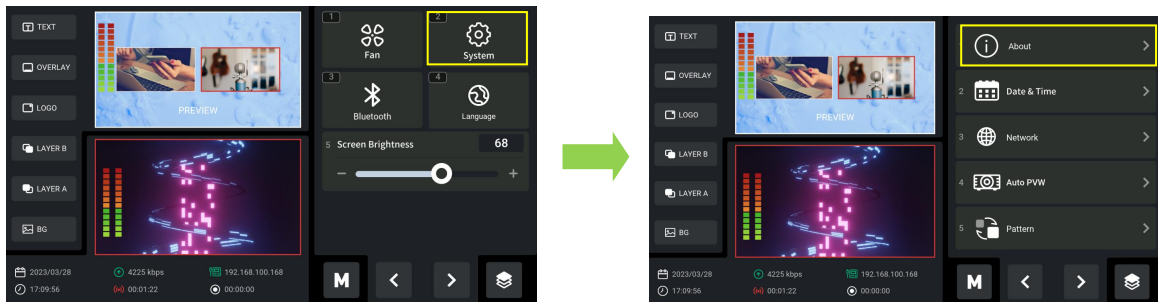 TEXT
OVERLAY
LOGO
LAYER B
LAYER A
BG
PREVIEW
1
Fan
2
System
3
Bluetooth
4
Language
5 Screen Brightness 68
2023/03/28 4225 kbps 192.168.100.168
17:09:56 00:01:22 00:00:00
M
TEXT
OVERLAY
LOGO
LAYER B
LAYER A
BG
PREVIEW
About
2 Date & Time
3 Network
4 Auto PVW
5 Pattern
2023/03/28 4225 kbps 192.168.100.168
17:09:56 00:01:22 00:00:00
M